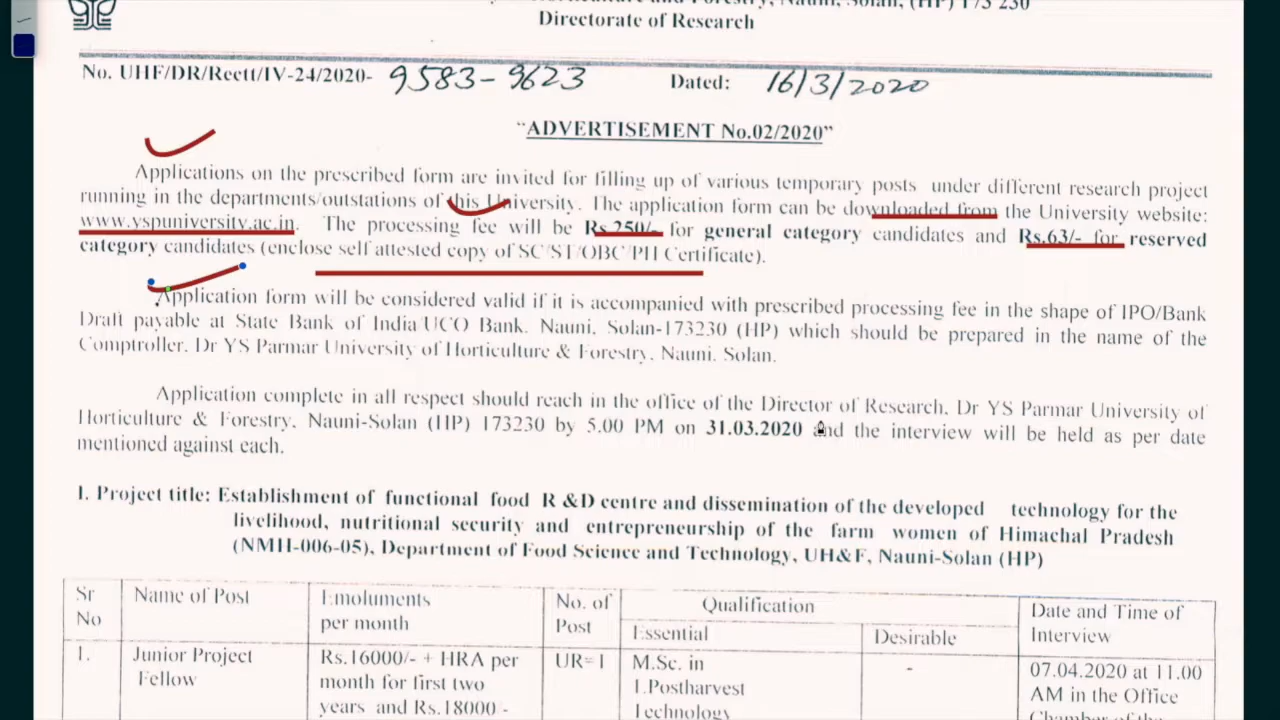 Nauni, Solan, (HP) 173 230
Directorate of Research
No. UHF/DR/Rectt/IV-24/2020- 9583-9623 Dated: 16/3/2020
"ADVERTISEMENT No.02/2020"
Applications on the prescribed form are invited for filling up of various temporary posts under different research project
running in the departments/outstations of this University. The application form can be downloaded from the University website:
www.yspuniversity.ac.in. The processing fee will be Rs.250/- for general category candidates and Rs.63/- for reserved
category candidates (enclose self attested copy of SC/ST/OBC/PH Certificate).
Application form will be considered valid if it is accompanied with prescribed processing fee in the shape of IPO/Bank
Draft payable at State Bank of India/UCO Bank, Nauni, Solan-173230 (HP) which should be prepared in the name of the
Comptroller, Dr YS Parmar University of Horticulture & Forestry, Nauni, Solan.
Application complete in all respect should reach in the office of the Director of Research, Dr YS Parmar University of
Horticulture & Forestry, Nauni-Solan (HP) 173230 by 5.00 PM on 31.03.2020 and the interview will be held as per date
mentioned against each.
I. Project title: Establishment of functional food R &D centre and dissemination of the developed technology for the
livelihood, nutritional security and entrepreneurship of the farm women of Himachal Pradesh
(NMH-006-05), Department of Food Science and Technology, UH&F, Nauni-Solan (HP)
Sr No
Name of Post
Emoluments per month
No. of Post
Qualification
Essential
Desirable
Date and Time of Interview
1.
Junior Project
Fellow
Rs.16000/- + HRA per
month for first two
years and Rs.18000 -
UR=1
M.Sc. in
1.Postharvest
Technology
-
07.04.2020 at 11.00
AM in the Office
Chamber of the